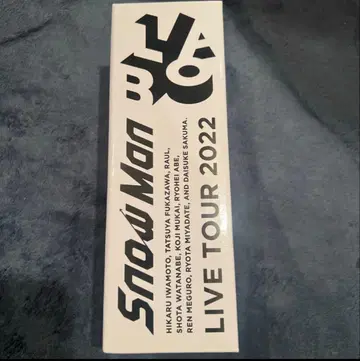 Snow Man
HIKARU IWAMOTO, TATSUYA FUKAZAWA, RAUL,
SHOTA WATANABE, KOJI MUKAI, RYOHEI ABE,
REN MEGURO, RYOTA MIYADATE, AND DAISUKE SAKUMA.
LIVE TOUR 2022